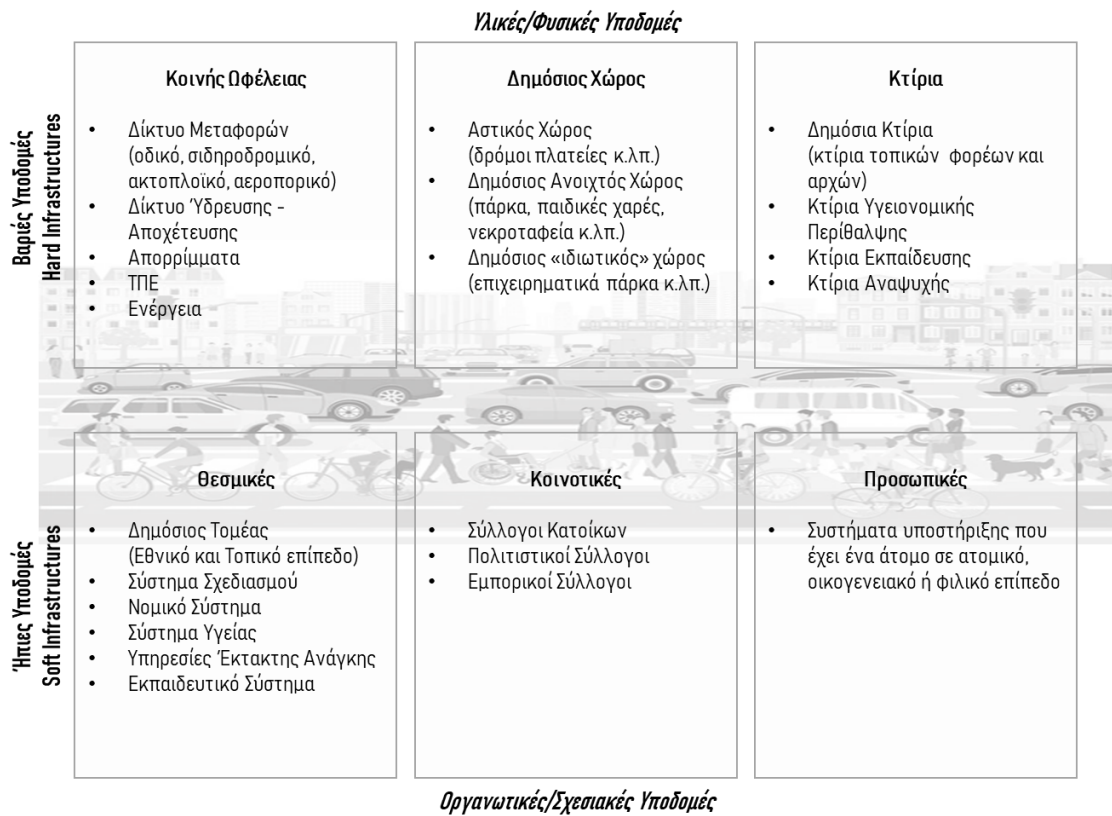 Υλικές/Φυσικές Υποδομές
Βαριές Υποδομές
Hard Infrastructures
Κοινής Ωφέλειας
• Δίκτυο Μεταφορών
(οδικό, σιδηροδρομικό,
ακτοπλοϊκό, αεροπορικό)
• Δίκτυο Ύδρευσης -
Αποχέτευσης
• Απορρίμματα
• ΤΠΕ
• Ενέργεια
Δημόσιος Χώρος
• Αστικός Χώρος
(δρόμοι πλατείες κ.λπ.)
• Δημόσιος Ανοιχτός Χώρος
(πάρκα, παιδικές χαρές,
νεκροταφεία κ.λπ.)
• Δημόσιος «ιδιωτικός» χώρος
(επιχειρηματικά πάρκα κ.λπ.)
Κτίρια
• Δημόσια Κτίρια
(κτίρια τοπικών φορέων και
αρχών)
• Κτίρια Υγειονομικής
Περίθαλψης
• Κτίρια Εκπαίδευσης
• Κτίρια Αναψυχής
Ήπιες Υποδομές
Soft Infrastructures
Θεσμικές
• Δημόσιος Τομέας
(Εθνικό και Τοπικό επίπεδο)
• Σύστημα Σχεδιασμού
• Νομικό Σύστημα
• Σύστημα Υγείας
• Υπηρεσίες Έκτακτης Ανάγκης
• Εκπαιδευτικό Σύστημα
Κοινοτικές
• Σύλλογοι Κατοίκων
• Πολιτιστικοί Σύλλογοι
• Εμπορικοί Σύλλογοι
Προσωπικές
• Συστήματα υποστήριξης που
έχει ένα άτομο σε ατομικό,
οικογενειακό ή φιλικό επίπεδο
Οργανωτικές/Σχεσιακές Υποδομές